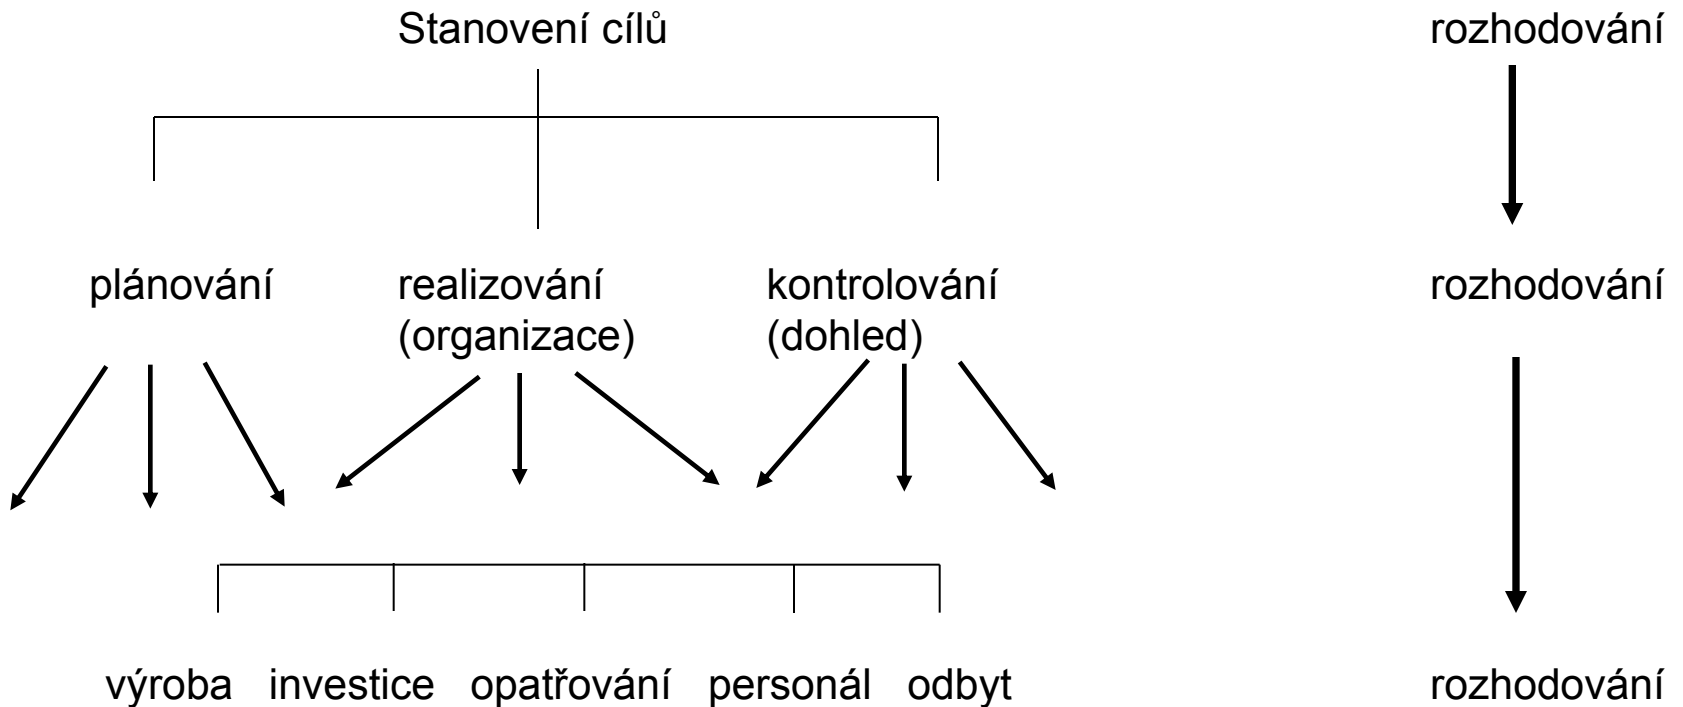 Stanovení cílů rozhodování
plánování realizování kontrolování rozhodování
(organizace) (dohled)
výroba investice opatřování personál odbyt rozhodování